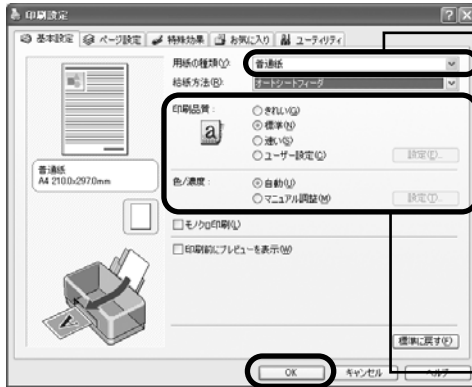 印刷設定
基本設定 ページ設定 特殊効果 お気に入り ユーティリティ
用紙の種類(Y): 普通紙
給紙方法(R): オートシートフィーダ
印刷品質:
きれい(G)
標準(N)
速い(S)
ユーザー設定(C) 設定(E)...
普通紙
A4 210.0x297.0mm
色/濃度:
自動(U)
マニュアル調整(M) 設定(T)...
モノクロ印刷(L)
印刷前にプレビューを表示(W)
標準に戻す(F)
OK キャンセル ヘルプ